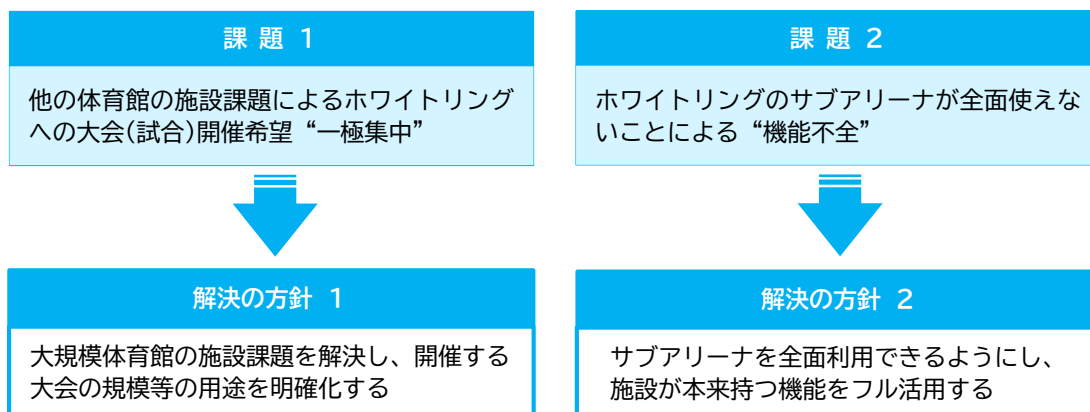 課題 1
他の体育館の施設課題によるホワイトリング
への大会(試合)開催希望“一極集中”
解決の方針 1
大規模体育館の施設課題を解決し、開催する
大会の規模等の用途を明確化する
課題 2
ホワイトリングのサブアリーナが全面使えな
いことによる“機能不全”
解決の方針 2
サブアリーナを全面利用できるようにし、
施設が本来持つ機能をフル活用する